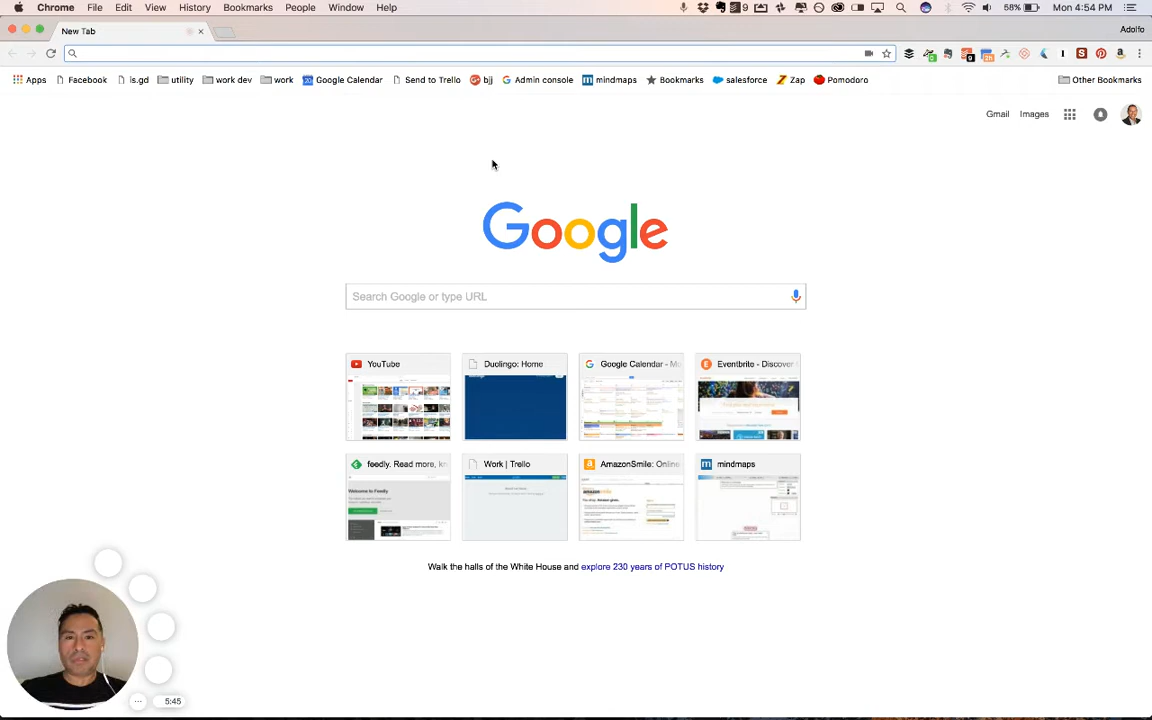 Chrome File Edit View History Bookmarks People Window Help 9 58% Mon 4:54 PM
New Tab Adolfo
Apps Facebook is.gd utility work dev work Google Calendar Send to Trello bjj Admin console mindmaps Bookmarks salesforce Zap Pomodoro Other Bookmarks
Gmail Images
Google
Search Google or type URL
YouTube Duolingo: Home Google Calendar - Mo Eventbrite - Discover
feedly. Read more, kn Work | Trello AmazonSmile: Online mindmaps
Walk the halls of the White House and explore 230 years of POTUS history
5:45